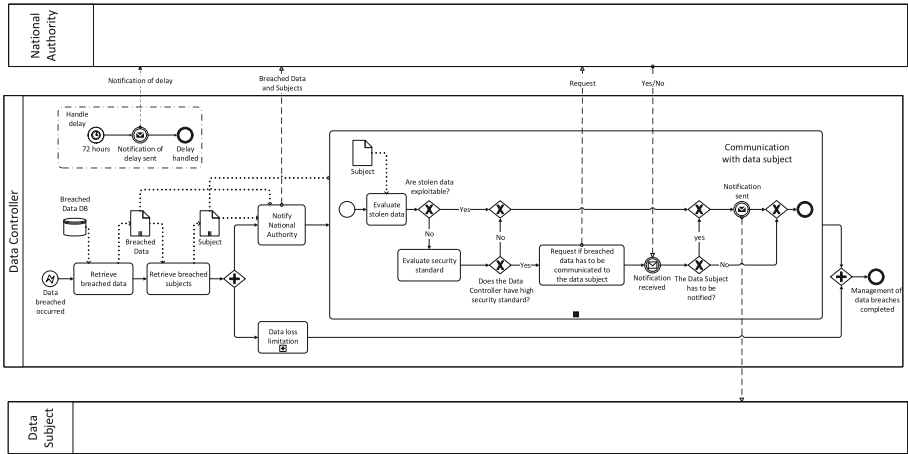 National
Authority
Notification of delay
Breached Data
and Subjects
Request
Yes/No
Data Controller
Handle
delay
72 hours
Notification of
delay sent
Delay
handled
Communication
with data subject
Subject
Are stolen data
exploitable?
Notification
sent
Breached
Data DB
Evaluate
stolen data
Yes
Breached
Data
Subject
Notify
National
Authority
No
No
yes
Evaluate security
standard
Yes
Request if breached
data has to be
communicated to
the data subject
No
Retrieve
breached data
Retrieve breached
subjects
Data
breached
occurred
Does the Data
Controller have high
security standard?
Notification
received
The Data Subject
has to be
notified?
Management of
data breaches
completed
Data loss
limitation
Data
Subject